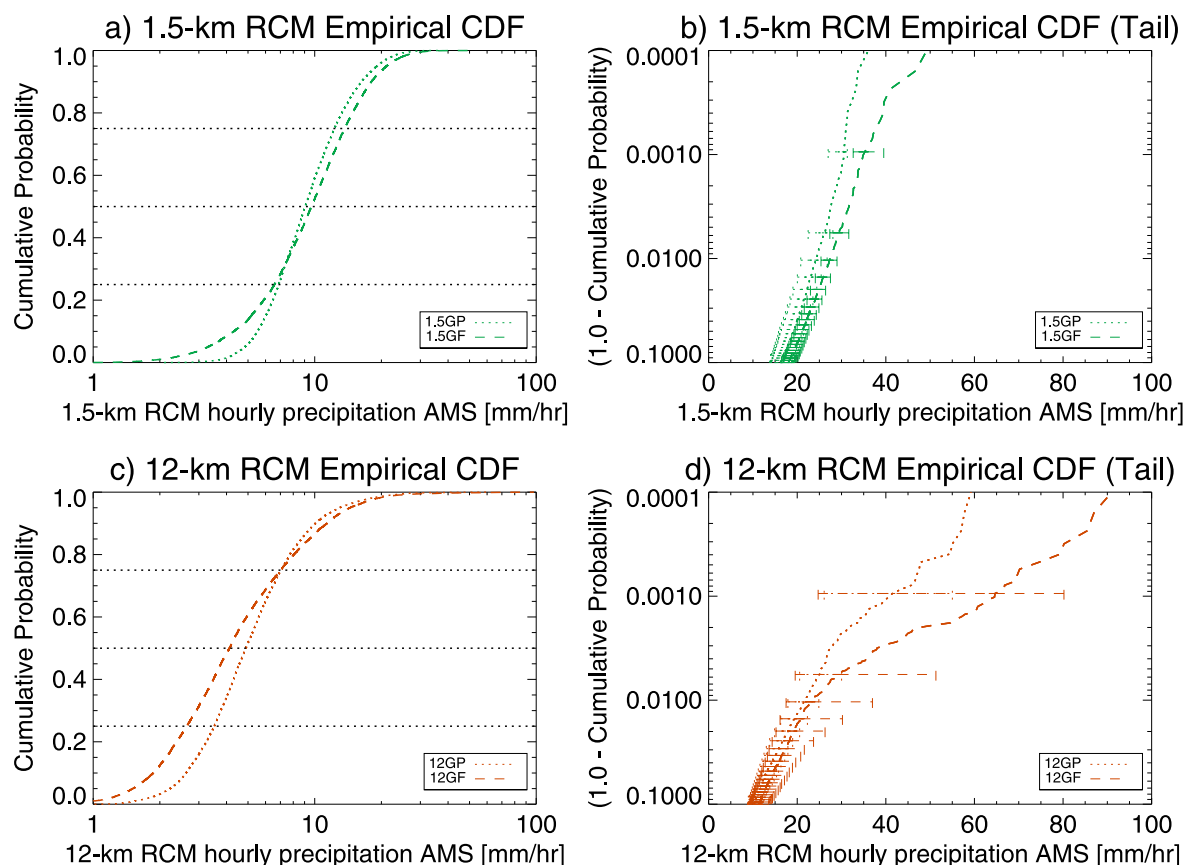 a) 1.5-km RCM Empirical CDF
1.0
0.8
0.6
0.4
0.2
0.0
Cumulative Probability
1.5GP
1.5GF
1
10
100
1.5-km RCM hourly precipitation AMS [mm/hr]
b) 1.5-km RCM Empirical CDF (Tail)
0.0001
0.0010
0.0100
0.1000
(1.0 - Cumulative Probability)
1.5GP
1.5GF
0
20
40
60
80
100
1.5-km RCM hourly precipitation AMS [mm/hr]
c) 12-km RCM Empirical CDF
1.0
0.8
0.6
0.4
0.2
0.0
Cumulative Probability
12GP
12GF
1
10
100
12-km RCM hourly precipitation AMS [mm/hr]
d) 12-km RCM Empirical CDF (Tail)
0.0001
0.0010
0.0100
0.1000
(1.0 - Cumulative Probability)
12GP
12GF
0
20
40
60
80
100
12-km RCM hourly precipitation AMS [mm/hr]